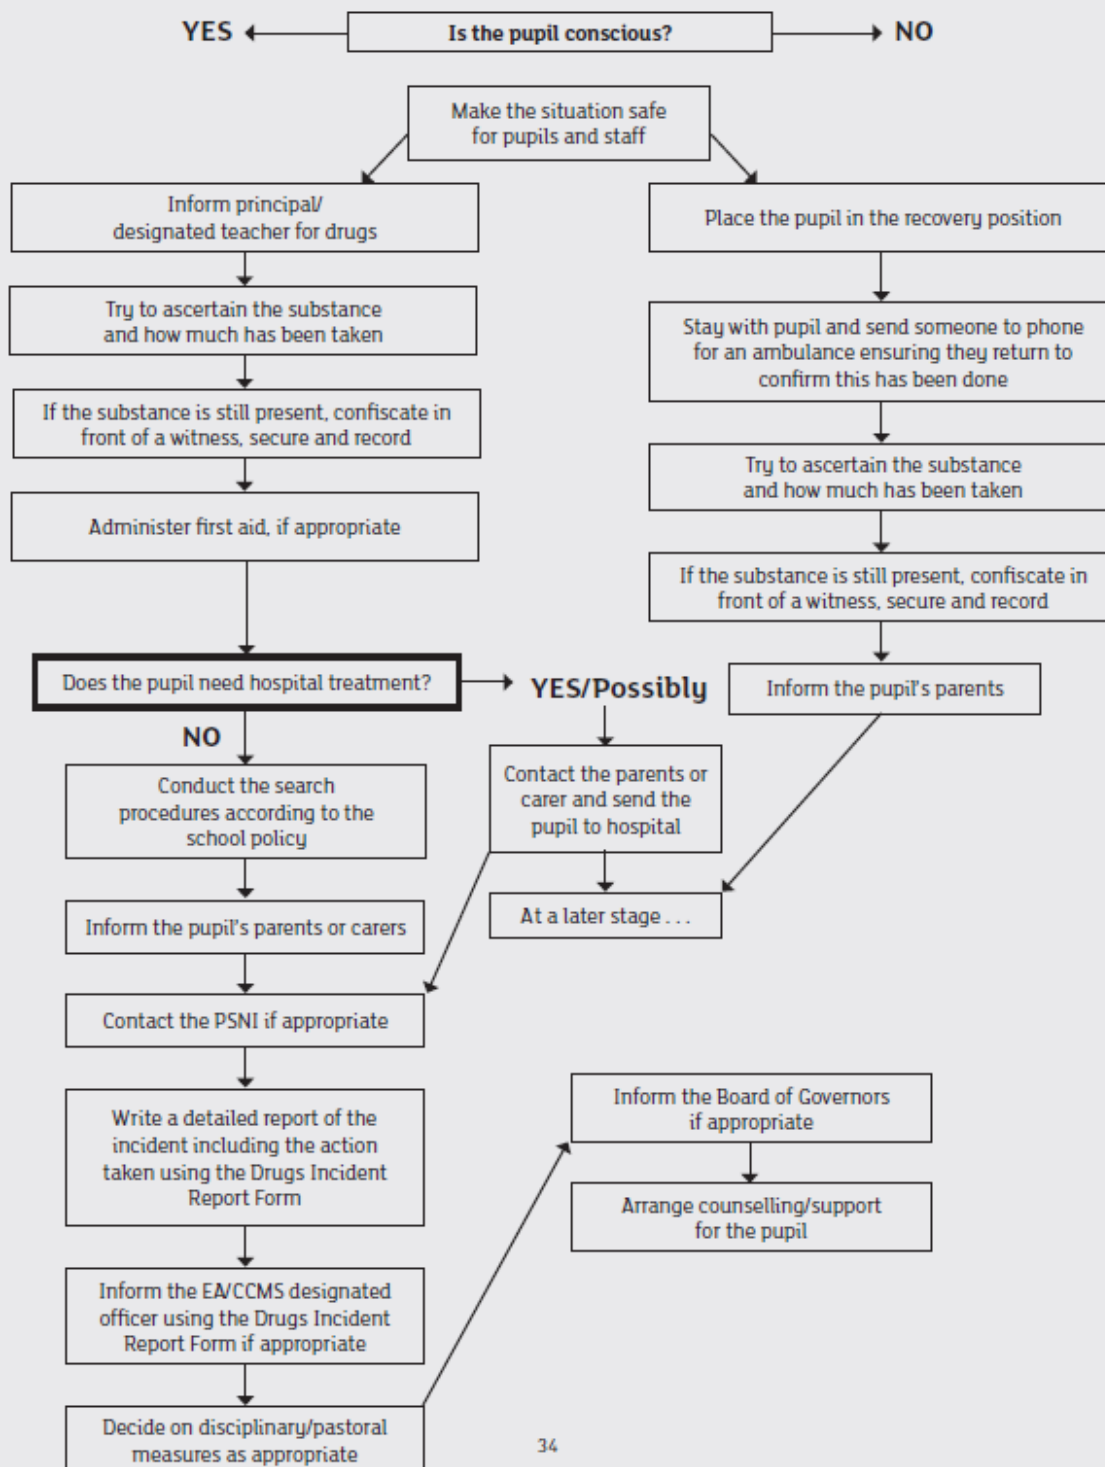 YES
Is the pupil conscious?
NO
Make the situation safe
for pupils and staff
Inform principal/
designated teacher for drugs
Try to ascertain the substance
and how much has been taken
If the substance is still present, confiscate in
front of a witness, secure and record
Administer first aid, if appropriate
Place the pupil in the recovery position
Stay with pupil and send someone to phone
for an ambulance ensuring they return to
confirm this has been done
Try to ascertain the substance
and how much has been taken
If the substance is still present, confiscate in
front of a witness, secure and record
Inform the pupil's parents
Does the pupil need hospital treatment?
YES/Possibly
NO
Contact the parents or
carer and send the
pupil to hospital
At a later stage . . .
Conduct the search
procedures according to the
school policy
Inform the pupil's parents or carers
Contact the PSNI if appropriate
Write a detailed report of the
incident including the action
taken using the Drugs Incident
Report Form
Inform the EA/CCMS designated
officer using the Drugs Incident
Report Form if appropriate
Decide on disciplinary/pastoral
measures as appropriate
Inform the Board of Governors
if appropriate
Arrange counselling/support
for the pupil
34